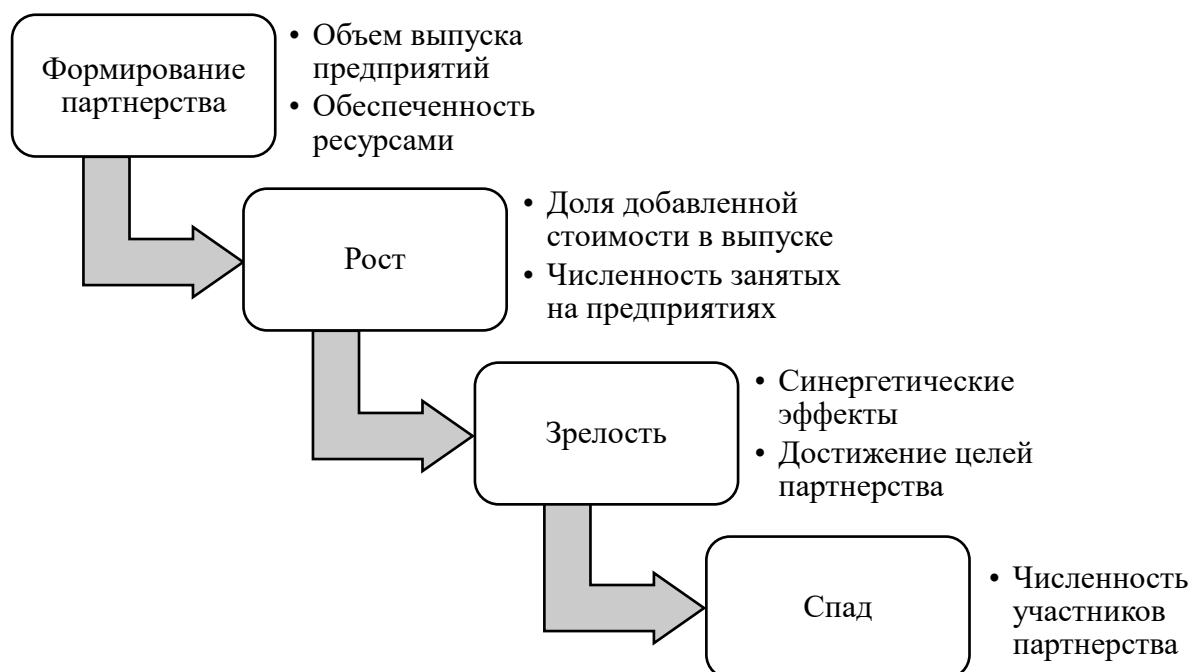 Формирование
партнерства
• Объем выпуска
предприятий
• Обеспеченность
ресурсами
Рост
• Доля добавленной
стоимости в выпуске
• Численность занятых
на предприятиях
Зрелость
• Синергетические
эффекты
• Достижение целей
партнерства
Спад
• Численность
участников
партнерства